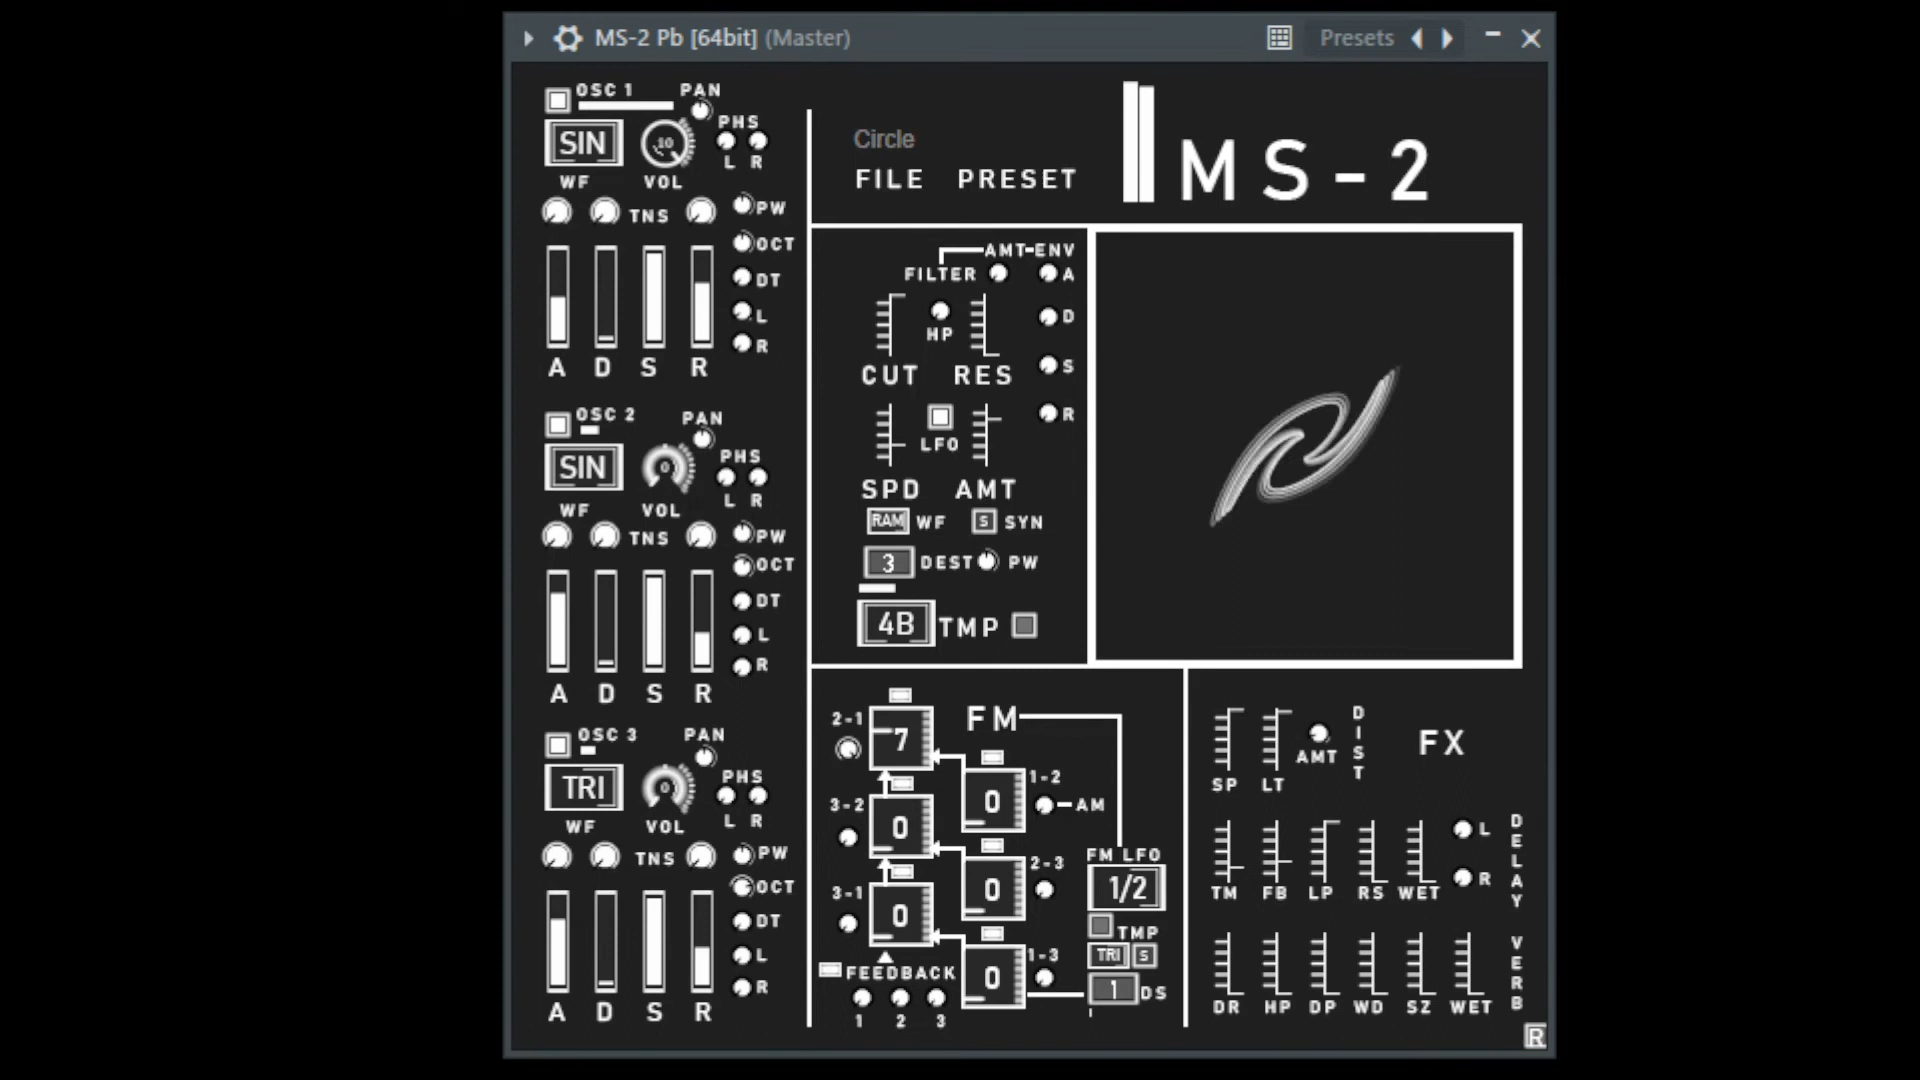 MS-2 Pb [64bit] (Master)
Presets
OSC 1
PAN
SIN
10
PHS
L R
WF
VOL
TNS
PW
OCT
DT
L
R
A D S R
OSC 2
PAN
SIN
0
PHS
L R
WF
VOL
TNS
PW
OCT
DT
L
R
A D S R
OSC 3
PAN
TRI
0
PHS
L R
WF
VOL
TNS
PW
OCT
DT
L
R
A D S R
Circle
FILE PRESET
MS-2
AMT-ENV
FILTER
A
HP
D
CUT RES
S
LFO
R
SPD AMT
RAM WF S SYN
3 DEST PW
4B TMP
FM
2-1
7
1-2
0
AM
3-2
0
2-3
0
3-1
0
1-3
0
FEEDBACK
1 2 3
FM LFO
1/2
TMP
TRI S
1 DS
FX
SP LT AMT
DIST
TM FB LP RS WET
L
R
DELAY
DR HP DP WD SZ WET
VERB
R